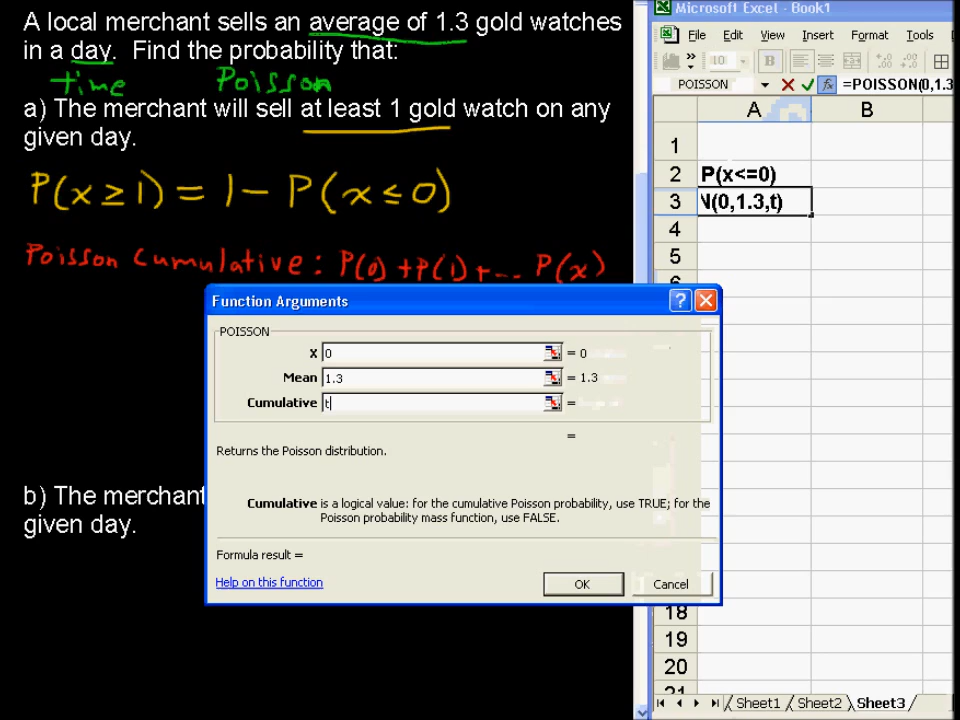 A local merchant sells an average of 1.3 gold watches
in a day. Find the probability that:
time Poisson
a) The merchant will sell at least 1 gold watch on any
given day.
P(x ≥ 1) = 1 - P(x ≤ 0)
Poisson Cumulative: P(0) + P(1) + ... P(x)
b) The merchant
given day.
Microsoft Excel - Book1
File Edit View Insert Format Tools
10 B
POISSON =POISSON(0,1.3
A B
1
2 P(x<=0)
3 N(0,1.3,t)
4
5
6
18
19
20
21
Sheet1 Sheet2 Sheet3
Function Arguments
POISSON
X 0 = 0
Mean 1.3 = 1.3
Cumulative t =
=
Returns the Poisson distribution.
Cumulative is a logical value: for the cumulative Poisson probability, use TRUE; for the
Poisson probability mass function, use FALSE.
Formula result =
Help on this function OK Cancel